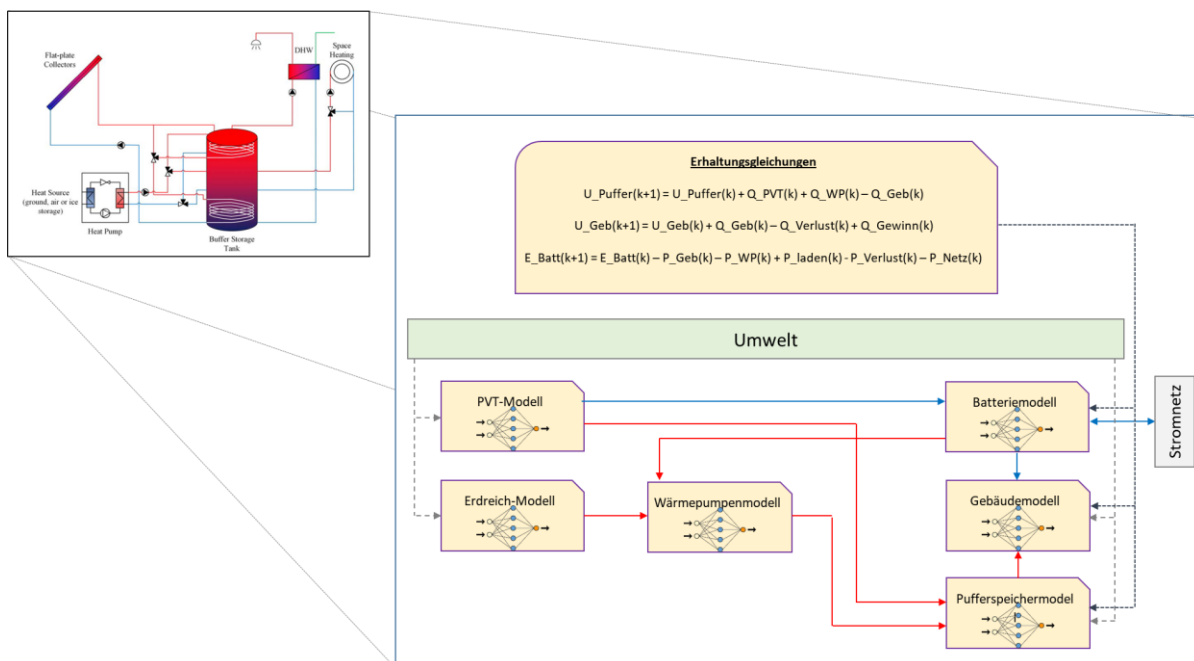 Flat-plate
Collectors
DHW
Space
Heating
Heat Source
(ground, air or ice
storage)
Heat Pump
Buffer Storage
Tank
Erhaltungsgleichungen
U_Puffer(k+1) = U_Puffer(k) + Q_PVT(k) + Q_WP(k) – Q_Geb(k)
U_Geb(k+1) = U_Geb(k) + Q_Geb(k) – Q_Verlust(k) + Q_Gewinn(k)
E_Batt(k+1) = E_Batt(k) – P_Geb(k) – P_WP(k) + P_laden(k) - P_Verlust(k) – P_Netz(k)
Umwelt
PVT-Modell
Batteriemodell
Stromnetz
Erdreich-Modell
Wärmepumpenmodell
Gebäudemodell
Pufferspeichermodel
l